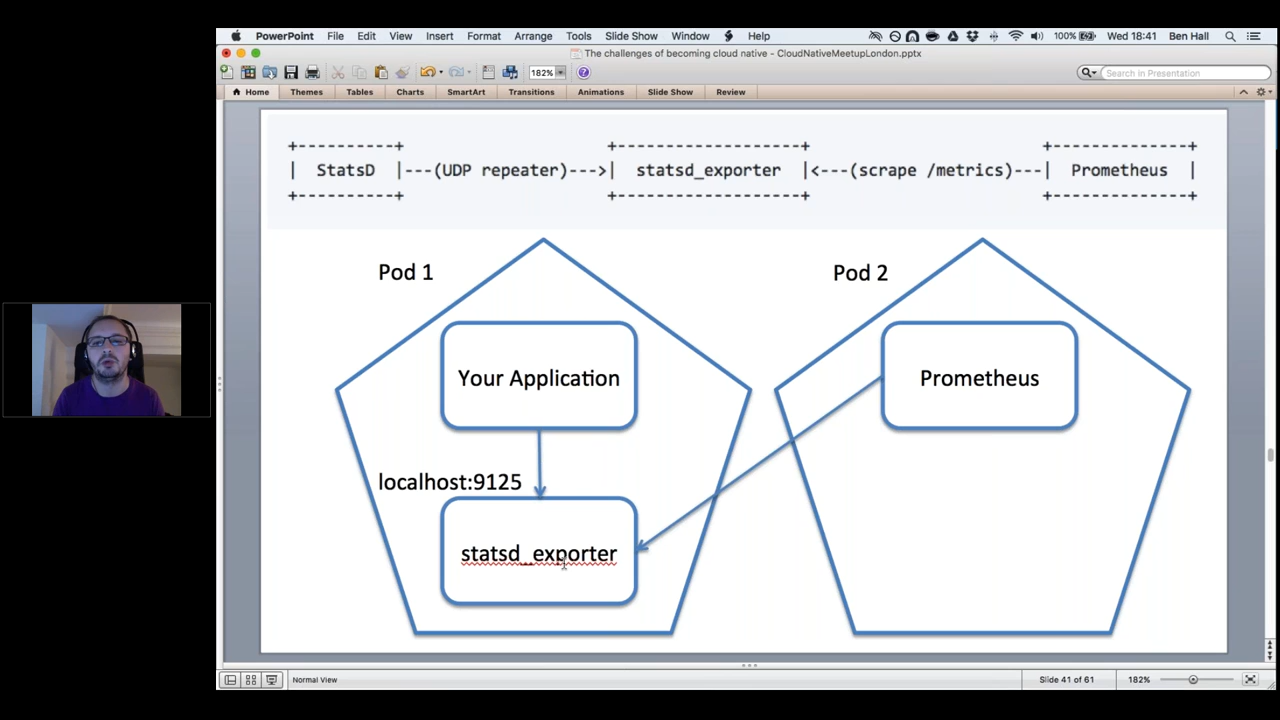 PowerPoint File Edit View Insert Format Arrange Tools Slide Show Window Help 100% Wed 18:41 Ben Hall
The challenges of becoming cloud native - CloudNativeMeetupLondon.pptx
182% Search in Presentation
Home Themes Tables Charts SmartArt Transitions Animations Slide Show Review
+----------+ +-------------------+ +--------------+
| StatsD |---(UDP repeater)--->| statsd_exporter |<---(scrape /metrics)---| Prometheus |
+----------+ +-------------------+ +--------------+
Pod 1 Pod 2
Your Application Prometheus
localhost:9125
statsd_exporter
Normal View Slide 41 of 61 182%